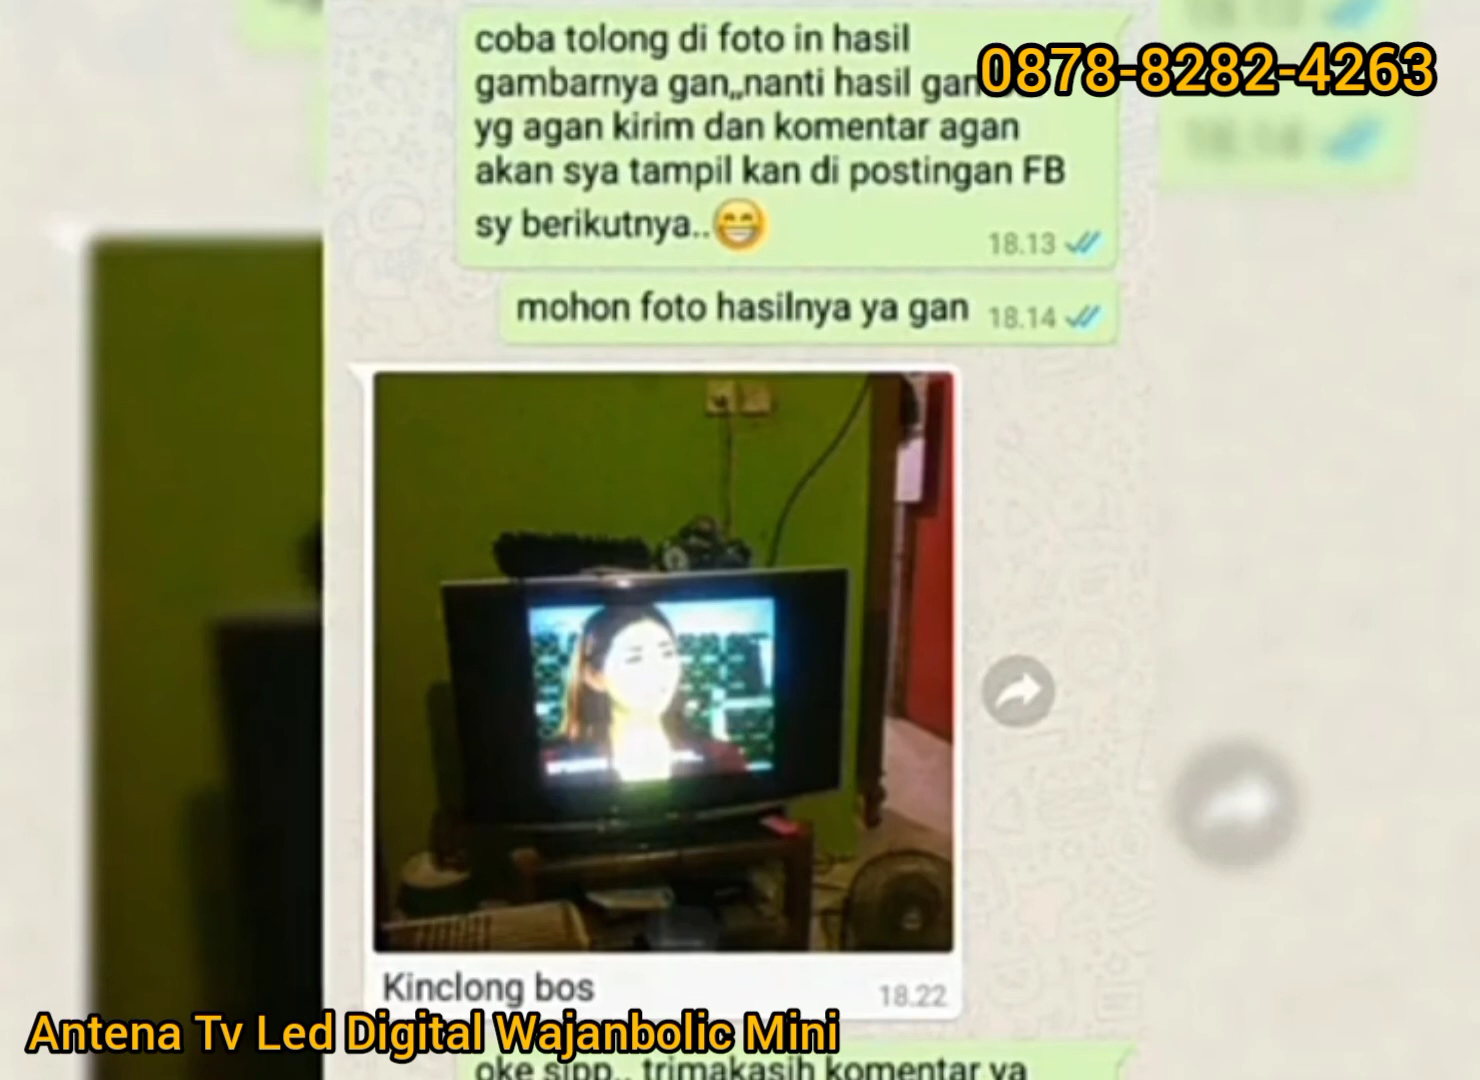 coba tolong di foto in hasil
gambarnya gan,,nanti hasil
yg agan kirim dan komentar agan
akan sya tampil kan di postingan FB
sy berikutnya..😁
18.13
0878-8282-4263
mohon foto hasilnya ya gan 18.14
Kinclong bos
18.22
Antena Tv Led Digital Wajanbolic Mini
oke sipp.. trimakasih komentar ya